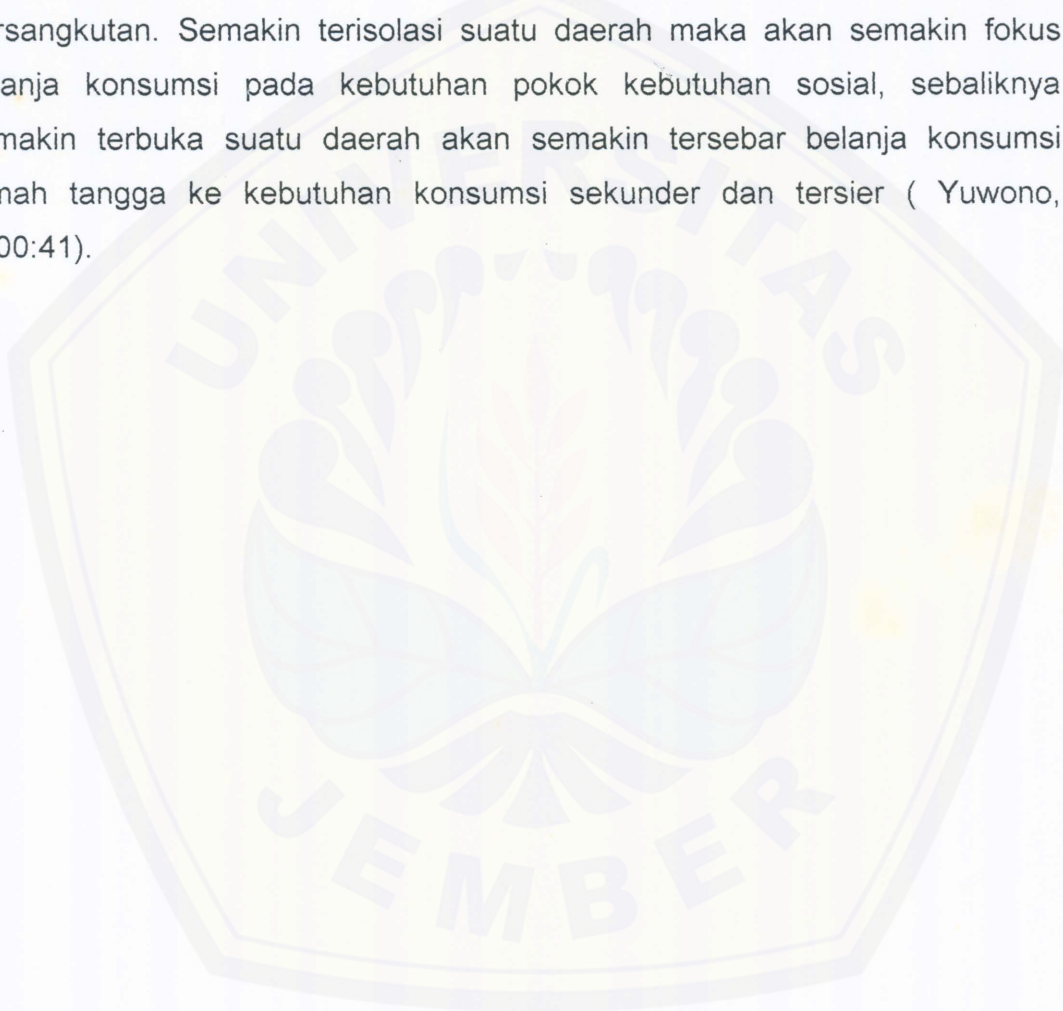 rsangkutan. Semakin terisolasi suatu daerah maka akan semakin fokus
anja konsumsi pada kebutuhan pokok kebutuhan sosial, sebaliknya
makin terbuka suatu daerah akan semakin tersebar belanja konsumsi
mah tangga ke kebutuhan konsumsi sekunder dan tersier ( Yuwono,
00:41).
UNIVERSITAS
JEMBER